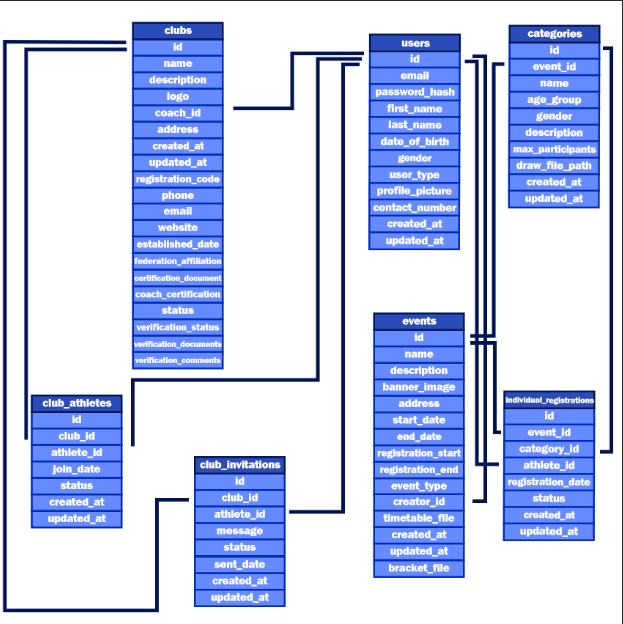 clubs
id
name
description
logo
coach_id
address
created_at
updated_at
registration_code
phone
email
website
established_date
federation_affiliation
certification_document
coach_certification
status
verification_status
verification_documents
verification_comments
users
id
email
password_hash
first_name
last_name
date_of_birth
gender
user_type
profile_picture
contact_number
created_at
updated_at
categories
id
event_id
name
age_group
gender
description
max_participants
draw_file_path
created_at
updated_at
club_athletes
id
club_id
athlete_id
join_date
status
created_at
updated_at
club_invitations
id
club_id
athlete_id
message
status
sent_date
created_at
updated_at
events
id
name
description
banner_image
address
start_date
end_date
registration_start
registration_end
event_type
creator_id
timetable_file
created_at
updated_at
bracket_file
individual_registrations
id
event_id
category_id
athlete_id
registration_date
status
created_at
updated_at